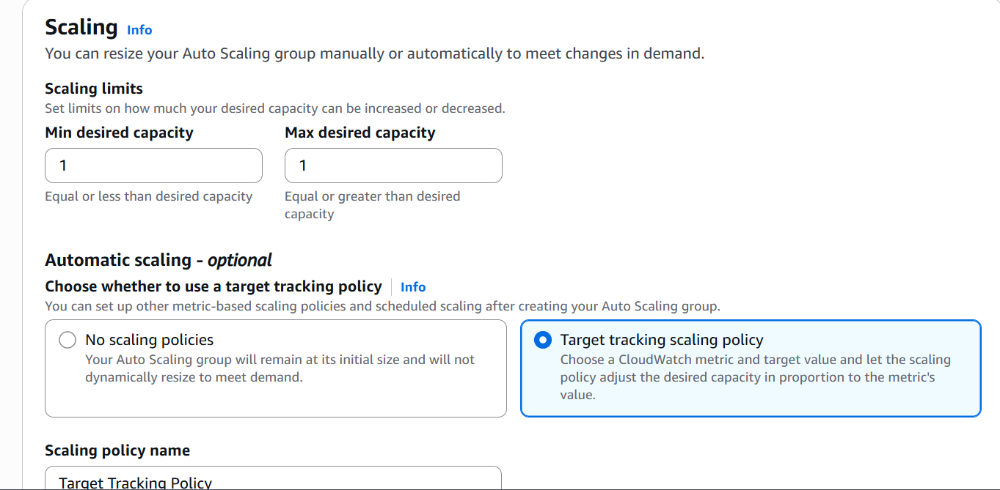 Scaling Info
You can resize your Auto Scaling group manually or automatically to meet changes in demand.
Scaling limits
Set limits on how much your desired capacity can be increased or decreased.
Min desired capacity
1
Equal or less than desired capacity
Max desired capacity
1
Equal or greater than desired
capacity
Automatic scaling - optional
Choose whether to use a target tracking policy Info
You can set up other metric-based scaling policies and scheduled scaling after creating your Auto Scaling group.
No scaling policies
Your Auto Scaling group will remain at its initial size and will not
dynamically resize to meet demand.
Target tracking scaling policy
Choose a CloudWatch metric and target value and let the scaling
policy adjust the desired capacity in proportion to the metric's
value.
Scaling policy name
Target Tracking Policy